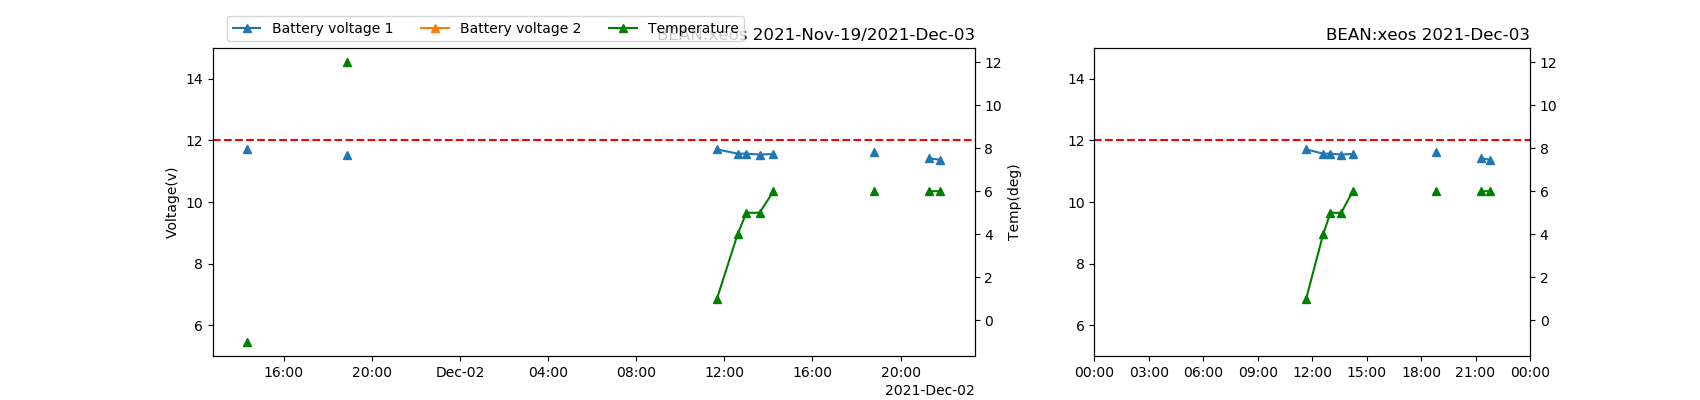 Battery voltage 1 Battery voltage 2 Temperature
BEAN:xeos 2021-Nov-19/2021-Dec-03
BEAN:xeos 2021-Dec-03
14 12 14 12
10 10
12 8 12 8
Voltage(v) 10 6 Temp(deg) 10 6
4 4
8 2 8 2
6 0 6 0
16:00 20:00 Dec-02 04:00 08:00 12:00 16:00 20:00 00:00 03:00 06:00 09:00 12:00 15:00 18:00 21:00 00:00
2021-Dec-02